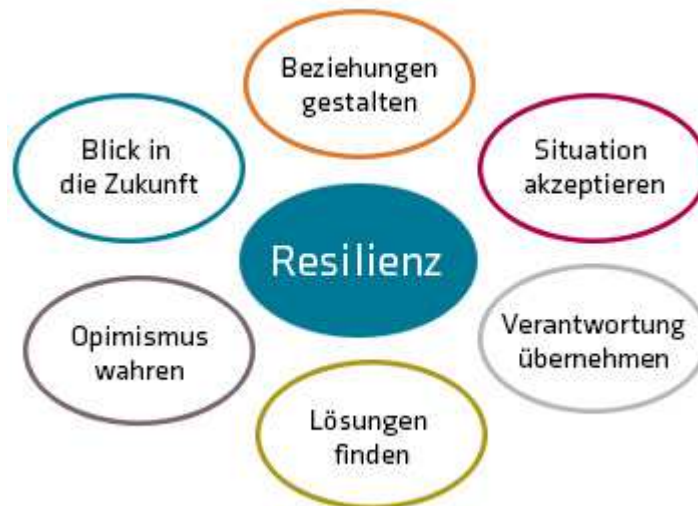 Beziehungen
gestalten
Blick in
die Zukunft
Situation
akzeptieren
Resilienz
Opimismus
wahren
Verantwortung
übernehmen
Lösungen
finden